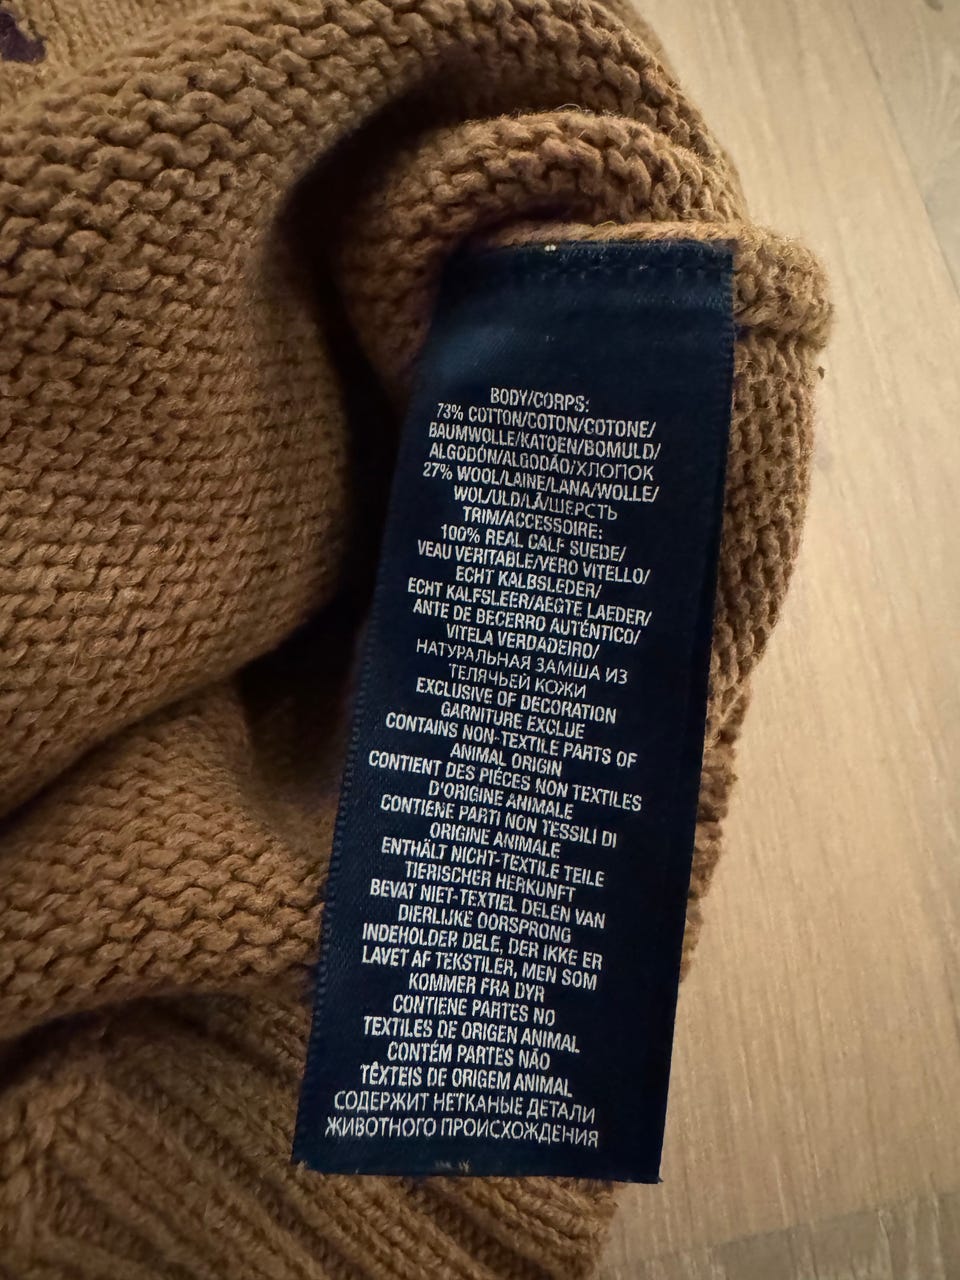 BODY/CORPS:
73% COTTON/COTON/COTONE/
BAUMWOLLE/KATOEN/BOMULD/
ALGODÓN/ALGODÃO/ХЛОПОК
27% WOOL/LAINE/LANA/WOLLE/
WOL/ULD/LÃ/ШЕРСТЬ
TRIM/ACCESSOIRE:
100% REAL CALF SUEDE/
VEAU VERITABLE/VERO VITELLO/
ECHT KALBSLEDER/
ECHT KALFSLEER/AEGTE LAEDER/
ANTE DE BECERRO AUTÉNTICO/
VITELA VERDADEIRO/
НАТУРАЛЬНАЯ ЗАМША ИЗ
ТЕЛЯЧЬЕЙ КОЖИ
EXCLUSIVE OF DECORATION
GARNITURE EXCLUE
CONTAINS NON-TEXTILE PARTS OF
ANIMAL ORIGIN
CONTIENT DES PIÉCES NON TEXTILES
D'ORIGINE ANIMALE
CONTIENE PARTI NON TESSILI DI
ORIGINE ANIMALE
ENTHÄLT NICHT-TEXTILE TEILE
TIERISCHER HERKUNFT
BEVAT NIET-TEXTIEL DELEN VAN
DIERLIJKE OORSPRONG
INDEHOLDER DELE, DER IKKE ER
LAVET AF TEKSTILER, MEN SOM
KOMMER FRA DYR
CONTIENE PARTES NO
TEXTILES DE ORIGEN ANIMAL
CONTÉM PARTES NÃO
TÊXTEIS DE ORIGEM ANIMAL
СОДЕРЖИТ НЕТКАНЫЕ ДЕТАЛИ
ЖИВОТНОГО ПРОИСХОЖДЕНИЯ